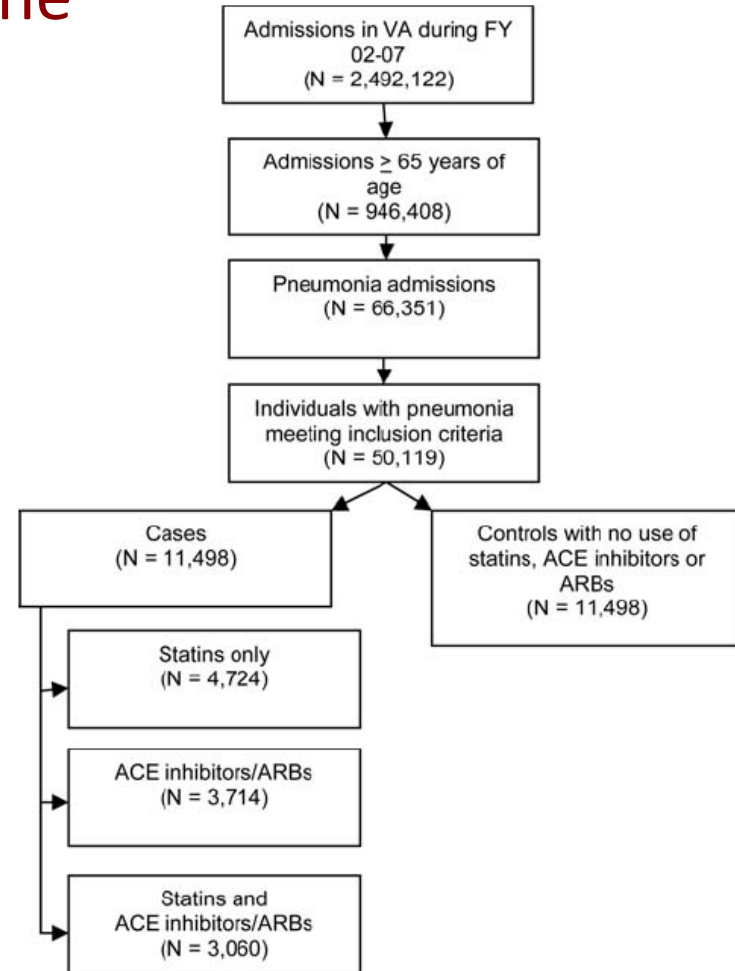 Admissions in VA during FY
02-07
(N = 2,492,122)
Admissions ≥ 65 years of
age
(N = 946,408)
Pneumonia admissions
(N = 66,351)
Individuals with pneumonia
meeting inclusion criteria
(N = 50,119)
Cases
(N = 11,498)
Controls with no use of
statins, ACE inhibitors or
ARBs
(N = 11,498)
Statins only
(N = 4,724)
ACE inhibitors/ARBs
(N = 3,714)
Statins and
ACE inhibitors/ARBs
(N = 3,060)